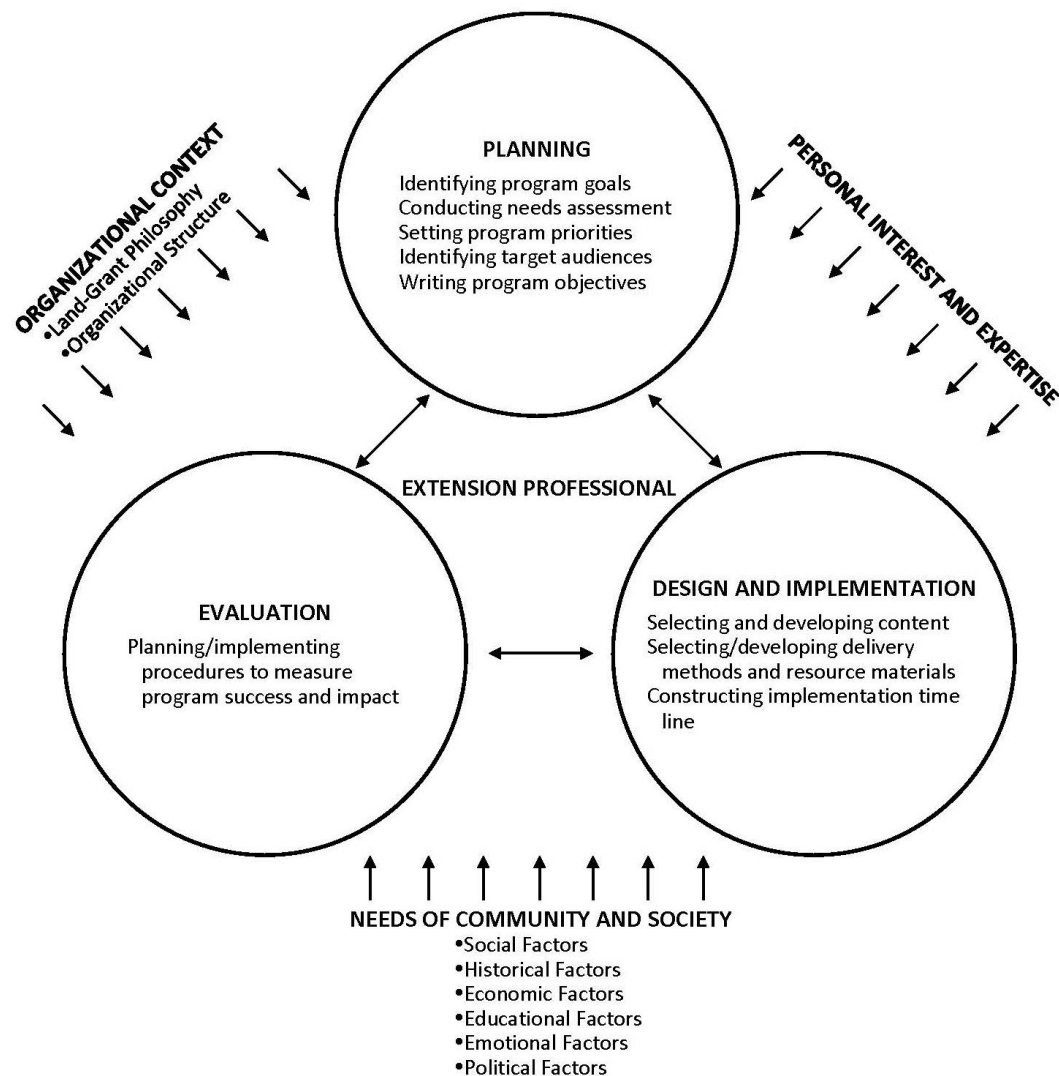 ORGANIZATIONAL CONTEXT
•Land-Grant Philosophy
•Organizational Structure
PERSONAL INTEREST AND EXPERTISE
PLANNING
Identifying program goals
Conducting needs assessment
Setting program priorities
Identifying target audiences
Writing program objectives
EXTENSION PROFESSIONAL
EVALUATION
Planning/implementing
procedures to measure
program success and impact
DESIGN AND IMPLEMENTATION
Selecting and developing content
Selecting/developing delivery
methods and resource materials
Constructing implementation time
line
NEEDS OF COMMUNITY AND SOCIETY
•Social Factors
•Historical Factors
•Economic Factors
•Educational Factors
•Emotional Factors
•Political Factors